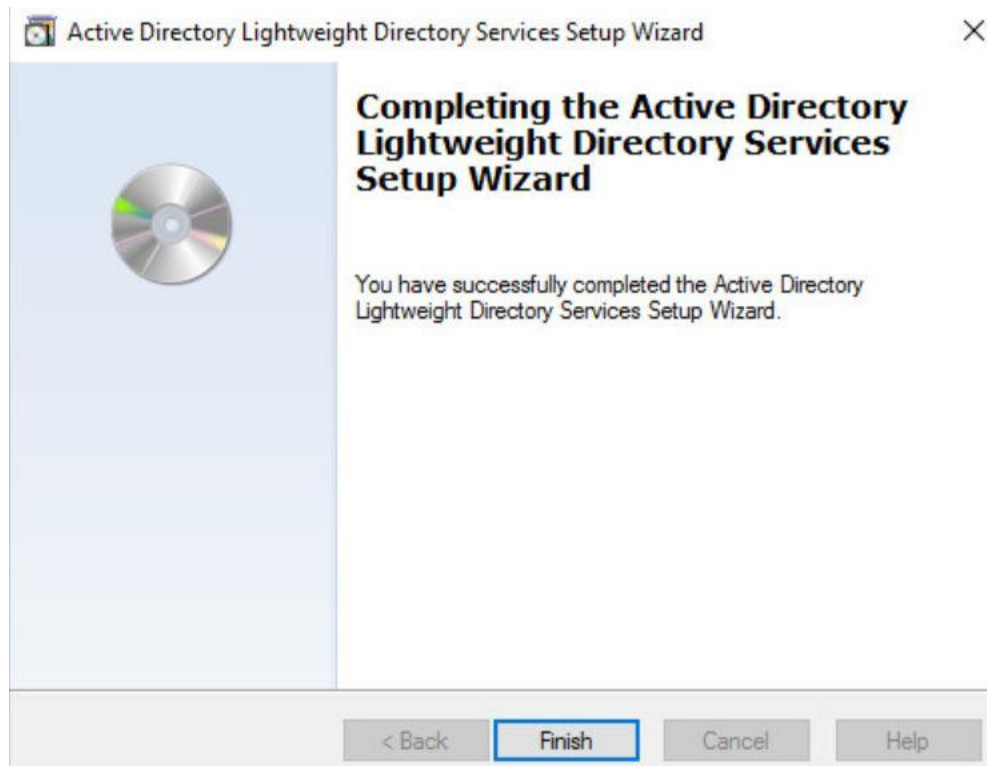 Active Directory Lightweight Directory Services Setup Wizard
Completing the Active Directory
Lightweight Directory Services
Setup Wizard
You have successfully completed the Active Directory
Lightweight Directory Services Setup Wizard.
< Back Finish Cancel Help